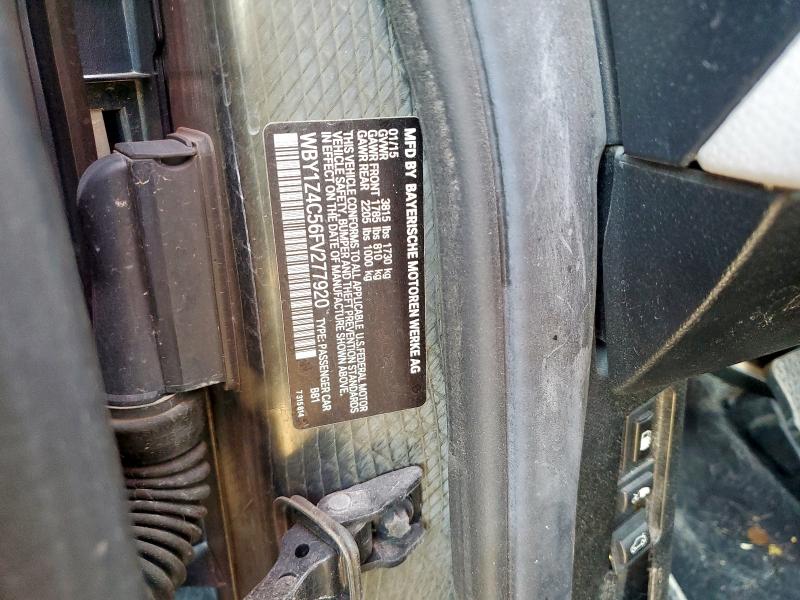 MFD BY BAYERISCHE MOTOREN WERKE AG
01/15
GVWR 3815 lbs 1730 kg
GAWR FRONT 1785 lbs 810 kg
GAWR REAR 2205 lbs 1000 kg
THIS VEHICLE CONFORMS TO ALL APPLICABLE U.S. FEDERAL MOTOR
VEHICLE SAFETY, BUMPER AND THEFT PREVENTION STANDARDS
IN EFFECT ON THE DATE OF MANUFACTURE SHOWN ABOVE.
WBY1Z4C56FV277920 TYPE: PASSENGER CAR
B81
7 315 614